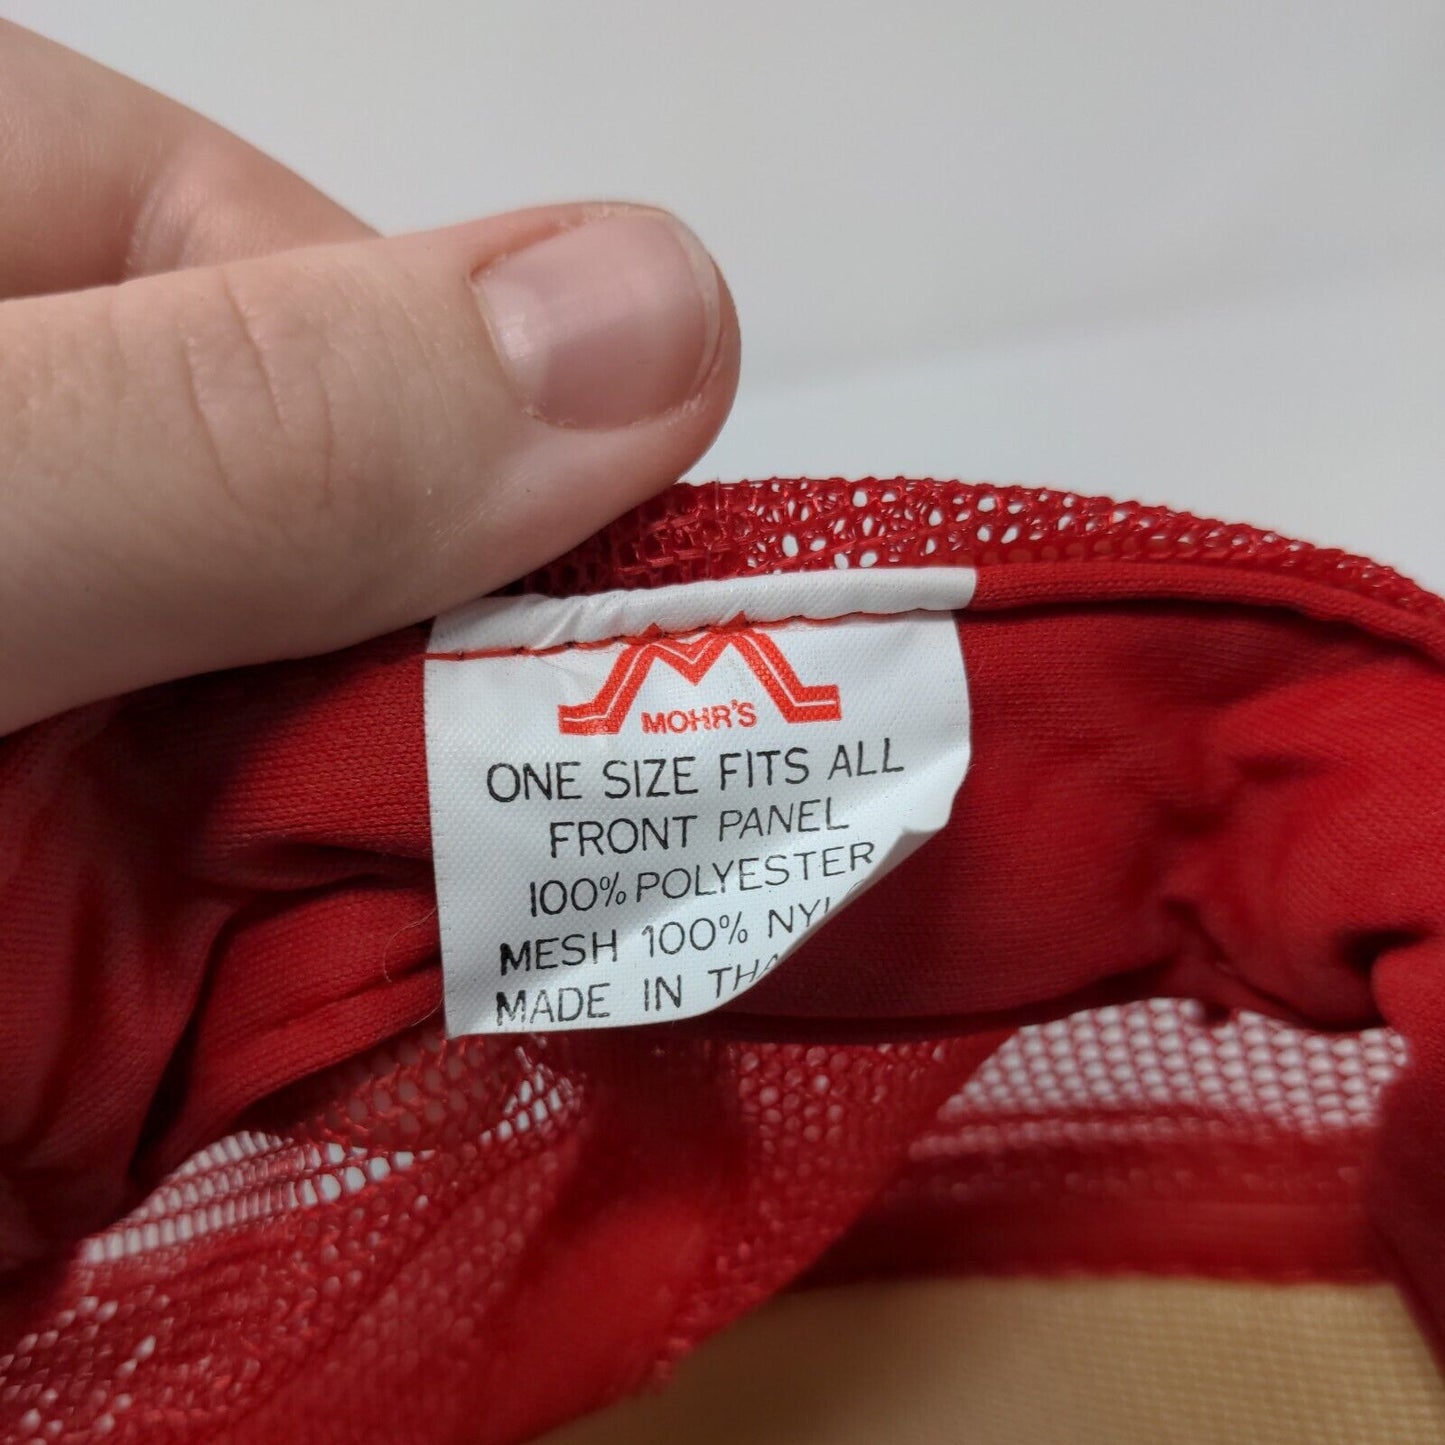 MOHR'S
ONE SIZE FITS ALL
FRONT PANEL
100% POLYESTER
MESH 100%
MADE IN